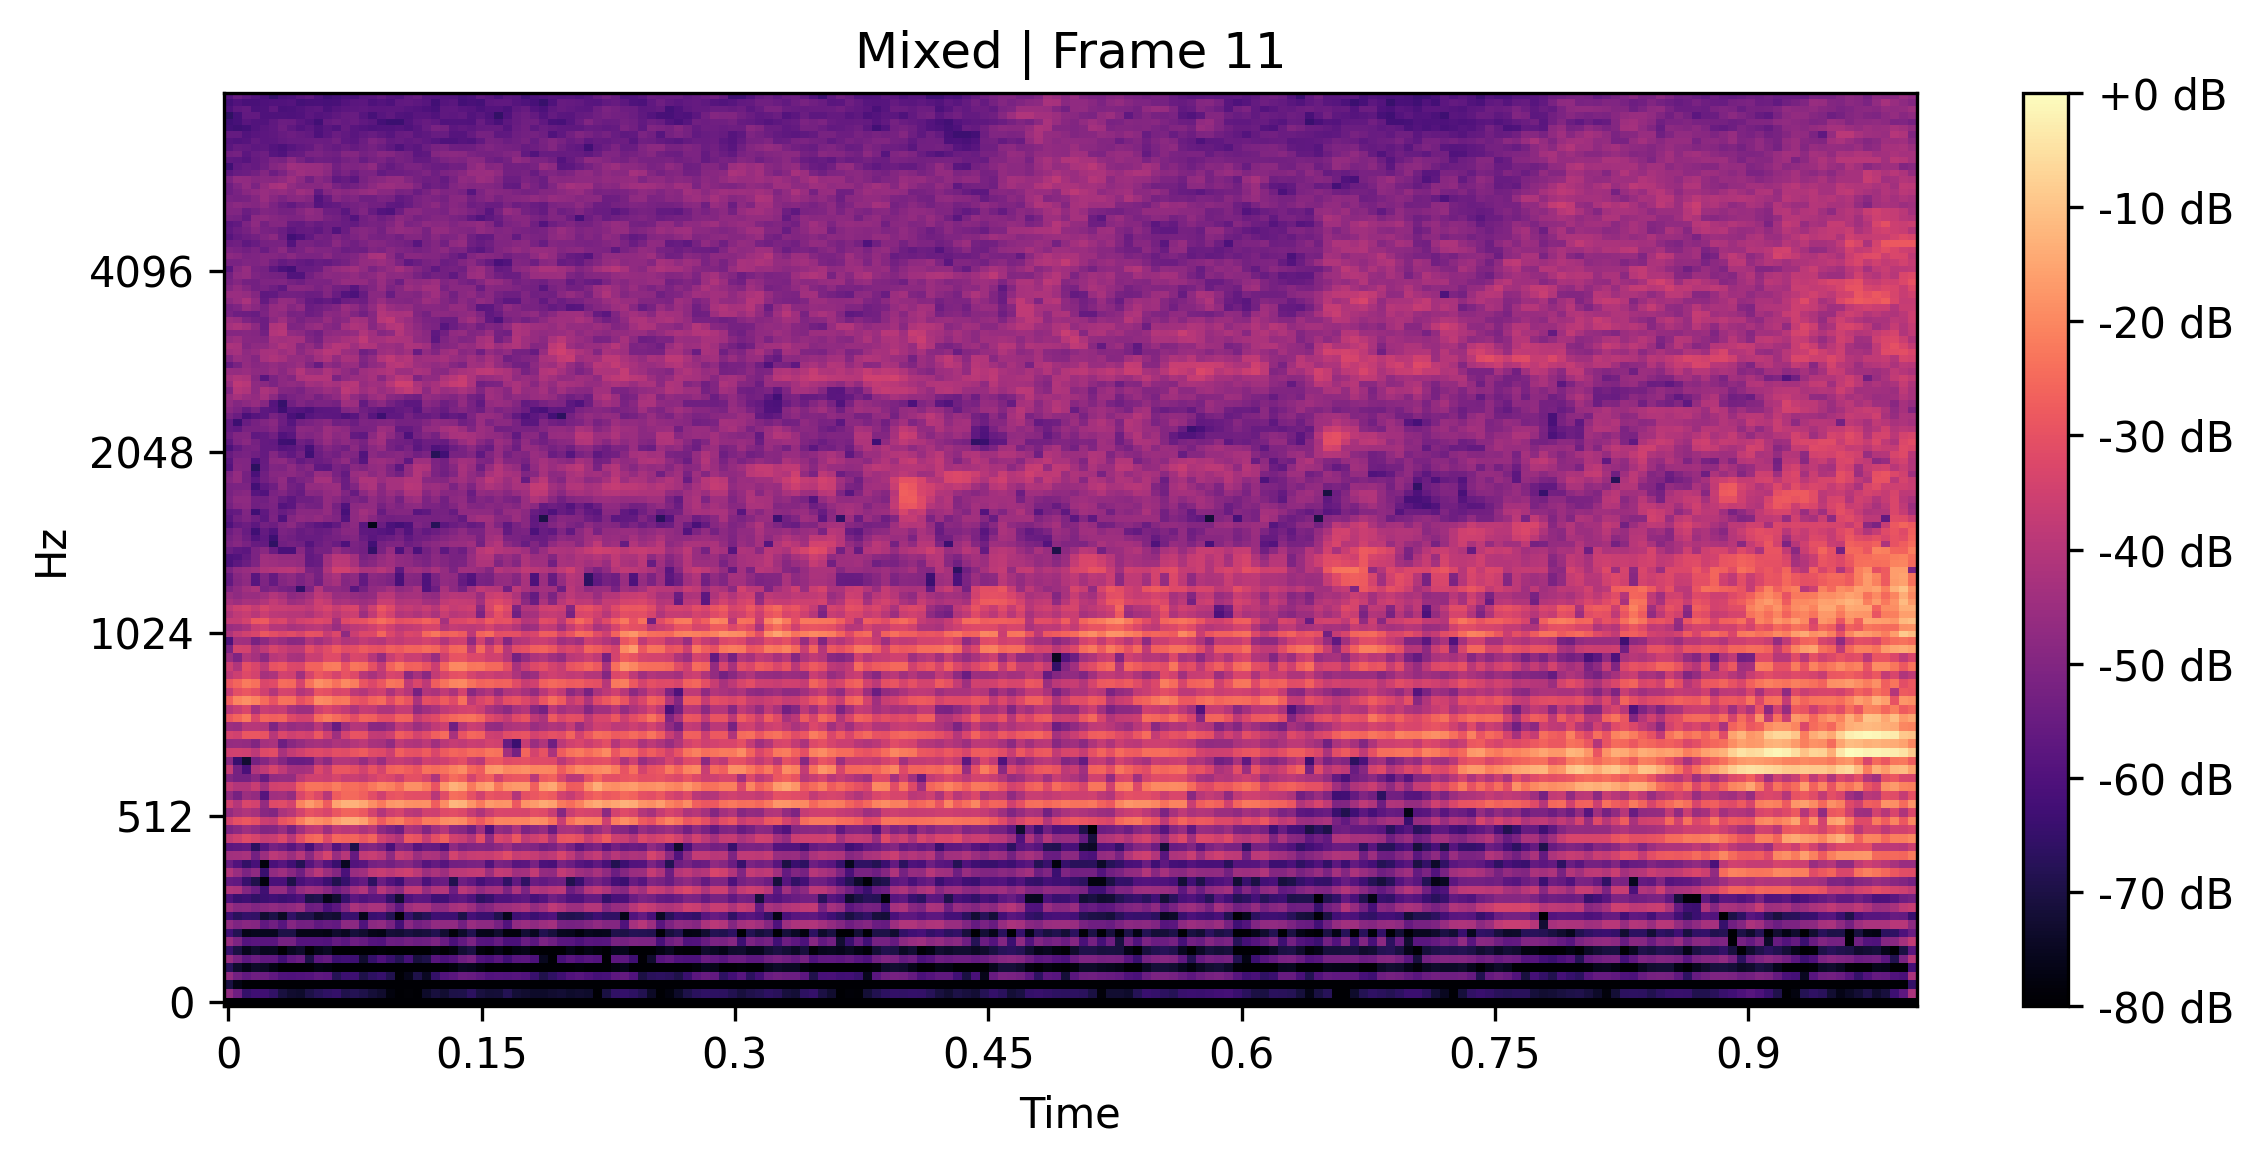 Mixed | Frame 11
Hz
4096
2048
1024
512
0
0 0.15 0.3 0.45 0.6 0.75 0.9
Time
+0 dB
-10 dB
-20 dB
-30 dB
-40 dB
-50 dB
-60 dB
-70 dB
-80 dB